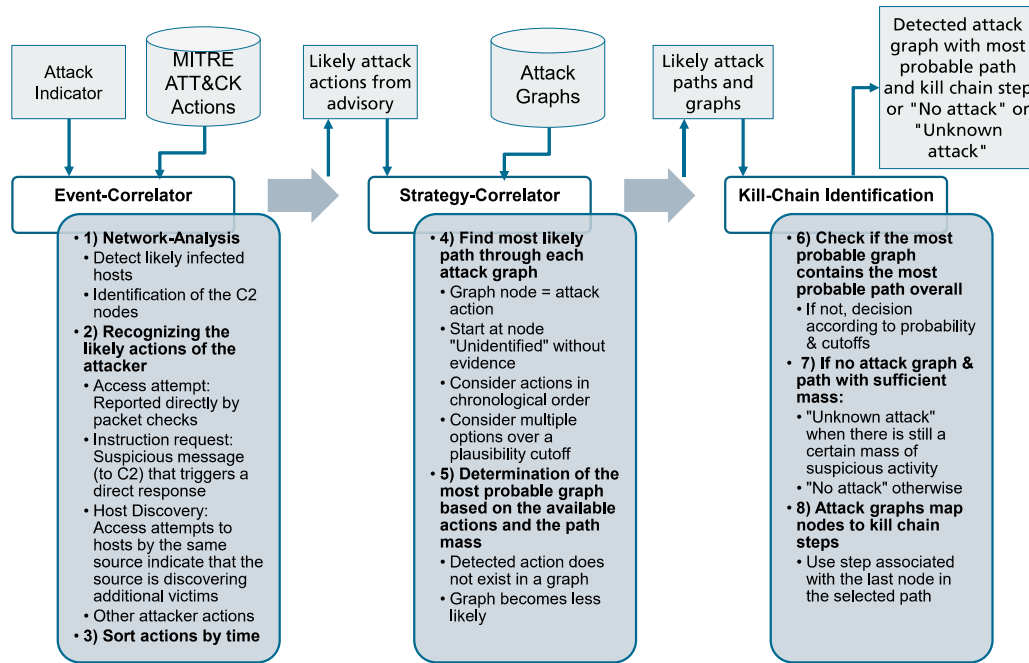 Attack
Indicator
MITRE
ATT&CK
Actions
Likely attack
actions from
advisory
Attack
Graphs
Likely attack
paths and
graphs
Detected attack
graph with most
probable path
and kill chain step
or "No attack" or
"Unknown
attack"
Event-Correlator
• 1) Network-Analysis
• Detect likely infected
hosts
• Identification of the C2
nodes
• 2) Recognizing the
likely actions of the
attacker
• Access attempt:
Reported directly by
packet checks
• Instruction request:
Suspicious message
(to C2) that triggers a
direct response
• Host Discovery:
Access attempts to
hosts by the same
source indicate that the
source is discovering
additional victims
• Other attacker actions
• 3) Sort actions by time
Strategy-Correlator
• 4) Find most likely
path through each
attack graph
• Graph node = attack
action
• Start at node
"Unidentified" without
evidence
• Consider actions in
chronological order
• Consider multiple
options over a
plausibility cutoff
• 5) Determination of the
most probable graph
based on the available
actions and the path
mass
• Detected action does
not exist in a graph
• Graph becomes less
likely
Kill-Chain Identification
• 6) Check if the most
probable graph
contains the most
probable path overall
• If not, decision
according to probability
& cutoffs
• 7) If no attack graph &
path with sufficient
mass:
• "Unknown attack"
when there is still a
certain mass of
suspicious activity
• "No attack" otherwise
• 8) Attack graphs map
nodes to kill chain
steps
• Use step associated
with the last node in
the selected path